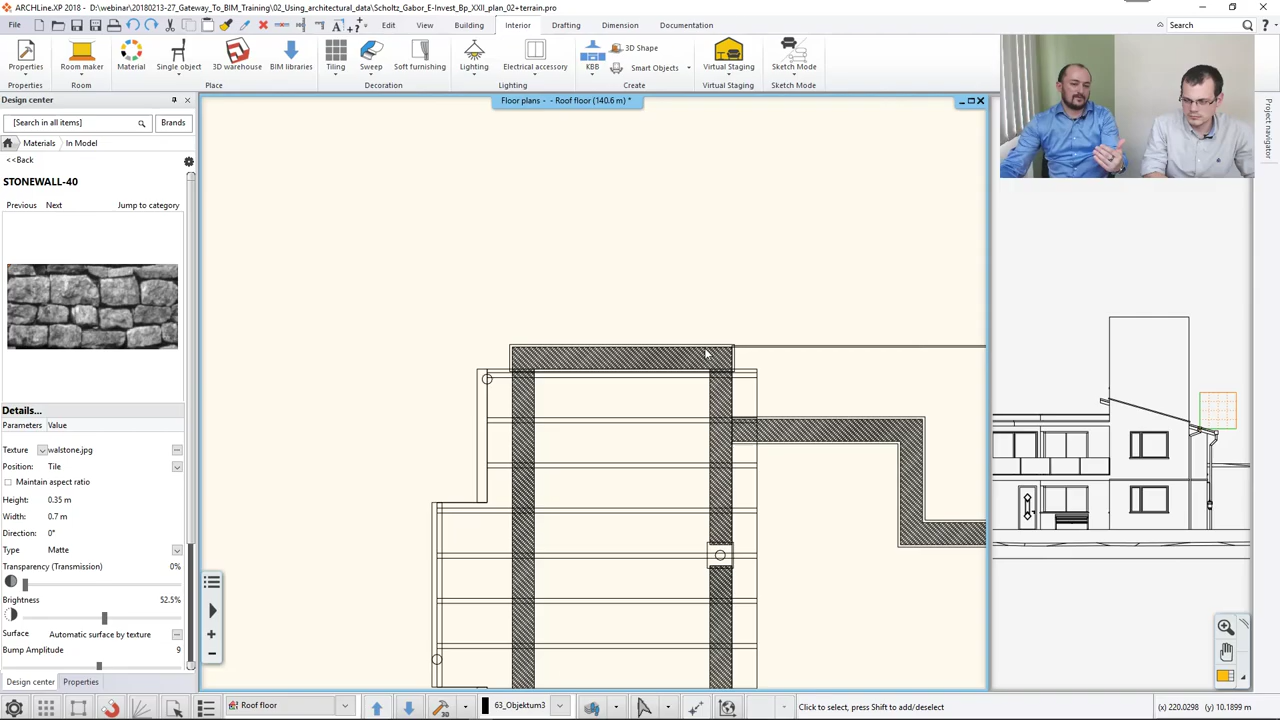 ARCHLine.XP 2018 - D:\webinar\20180213-27_Gateway_To_BIM_Training\02_Using_architectural_data\Scholtz_Gabor_E-Invest_Bp_XXII_plan_02+terrain.pro
File Edit View Building Interior Drafting Dimension Documentation Search
Properties Room maker Material Single object 3D warehouse BIM libraries Tiling Sweep Soft furnishing Lighting Electrical accessory KBB 3D Shape Smart Objects Virtual Staging Sketch Mode
Properties Room Place Decoration Lighting Create Virtual Staging Sketch Mode
Design center
Floor plans - - Roof floor (140.6 m) *
[Search in all items] Brands
Materials In Model
<<Back
STONEWALL-40
Previous Next Jump to category
Details...
Parameters Value
Texture walstone.jpg
Position: Tile
Maintain aspect ratio
Height: 0.35 m
Width: 0.7 m
Direction: 0°
Type Matte
Transparency (Transmission) 0%
Brightness 52.5%
Surface Automatic surface by texture
Bump Amplitude 9
Design center Properties
Project navigator
Roof floor 63_Objektum3 Click to select, press Shift to add/deselect (x) 220.0298 (y) 10.1899 m